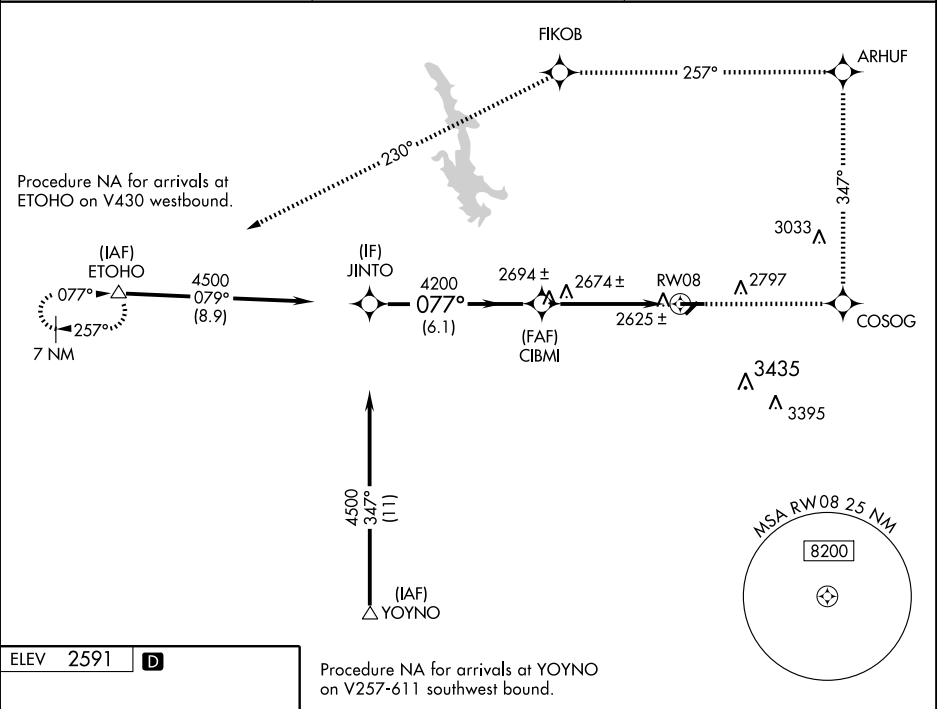 FIKOB
ARHUF
257°
230°
347°
Procedure NA for arrivals at
ETOHO on V430 westbound.
3033
(IAF)
ETOHO
(IF)
JINTO
4500
079°
(8.9)
077°
257°
7 NM
4200
077°
(6.1)
2694 ±
2674 ±
RW08
2797
2625 ±
(FAF)
CIBMI
COSOG
3435
3395
4500
347°
(11)
(IAF)
YOYNO
MSA RW08 25 NM
8200
ELEV 2591 D
Procedure NA for arrivals at YOYNO
on V257-611 southwest bound.